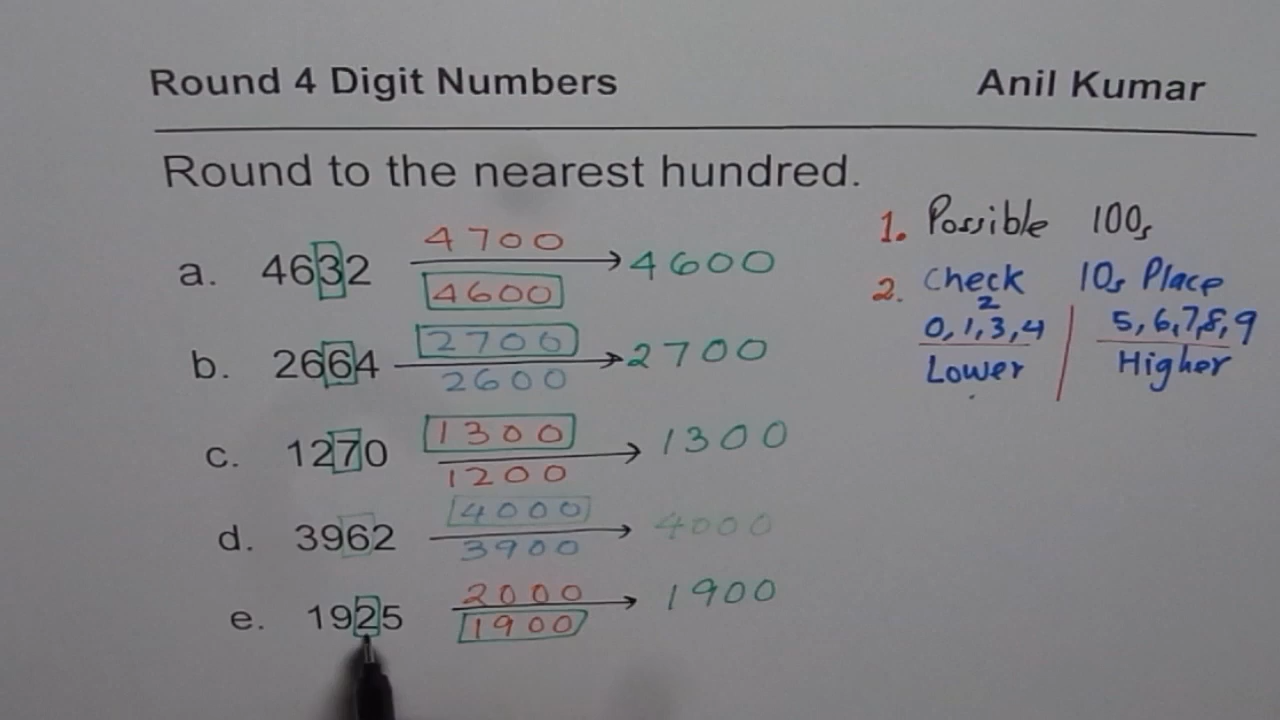 Round 4 Digit Numbers Anil Kumar
Round to the nearest hundred.
1. Possible 100s
4700
a. 4632 4600
4600
2. Check 10s Place
2
0, 1, 3, 4 5, 6, 7, 8, 9
Lower Higher
2700
b. 2664 2700
2600
1300
c. 1270 1300
1200
4000
d. 3962 4000
3900
2000
e. 1925 1900
1900